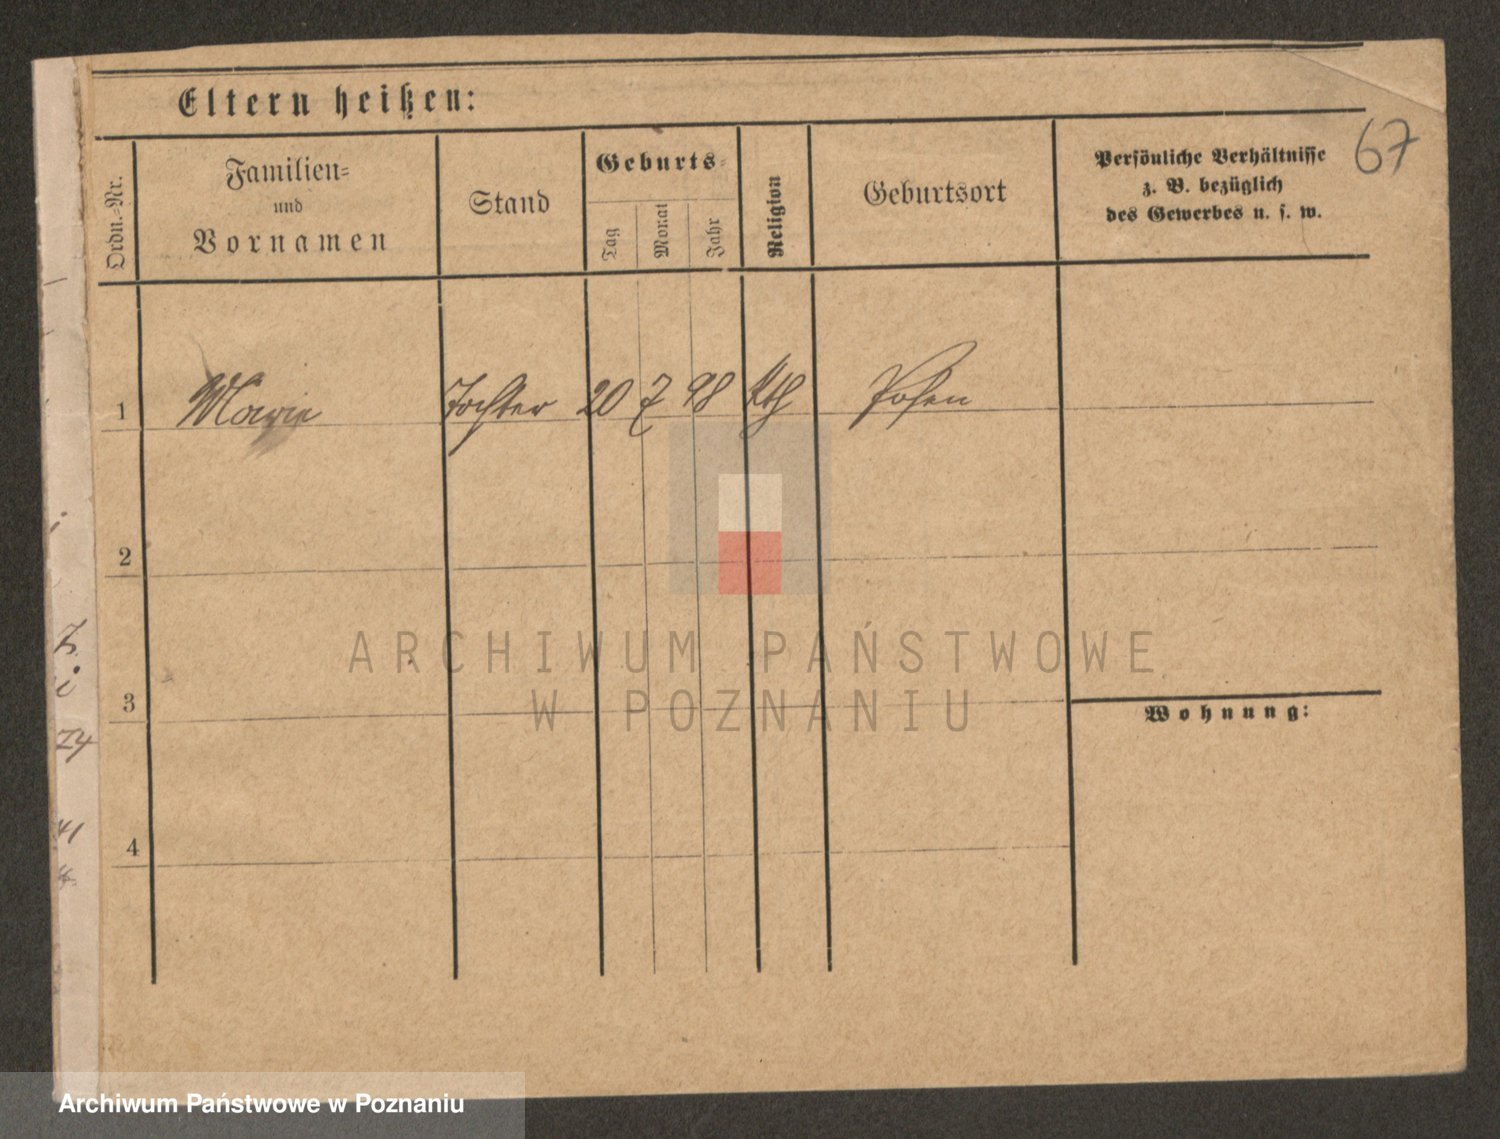 Eltern heißen:
67
Ordn.-Nr.
Familien-
und
Vornamen
Stand
Geburts-
Tag
Monat
Jahr
Religion
Geburtsort
Persönliche Verhältnisse
z. B. bezüglich
des Gewerbes u. s. w.
1 Marie Tochter 20 7 98 kth Posen
2
3
Wohnung:
4
ARCHIWUM PAŃSTWOWE
W POZNANIU
Archiwum Państwowe w Poznaniu